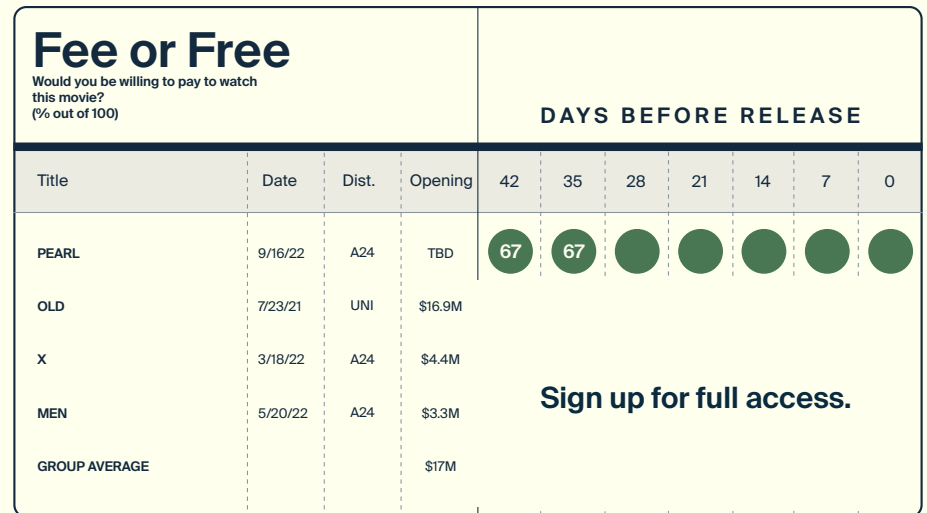 Fee or Free
Would you be willing to pay to watch
this movie?
(% out of 100)
DAYS BEFORE RELEASE
Title Date Dist. Opening 42 35 28 21 14 7 0
PEARL 9/16/22 A24 TBD 67 67
OLD 7/23/21 UNI $16.9M
X 3/18/22 A24 $4.4M
Sign up for full access.
MEN 5/20/22 A24 $3.3M
GROUP AVERAGE $17M